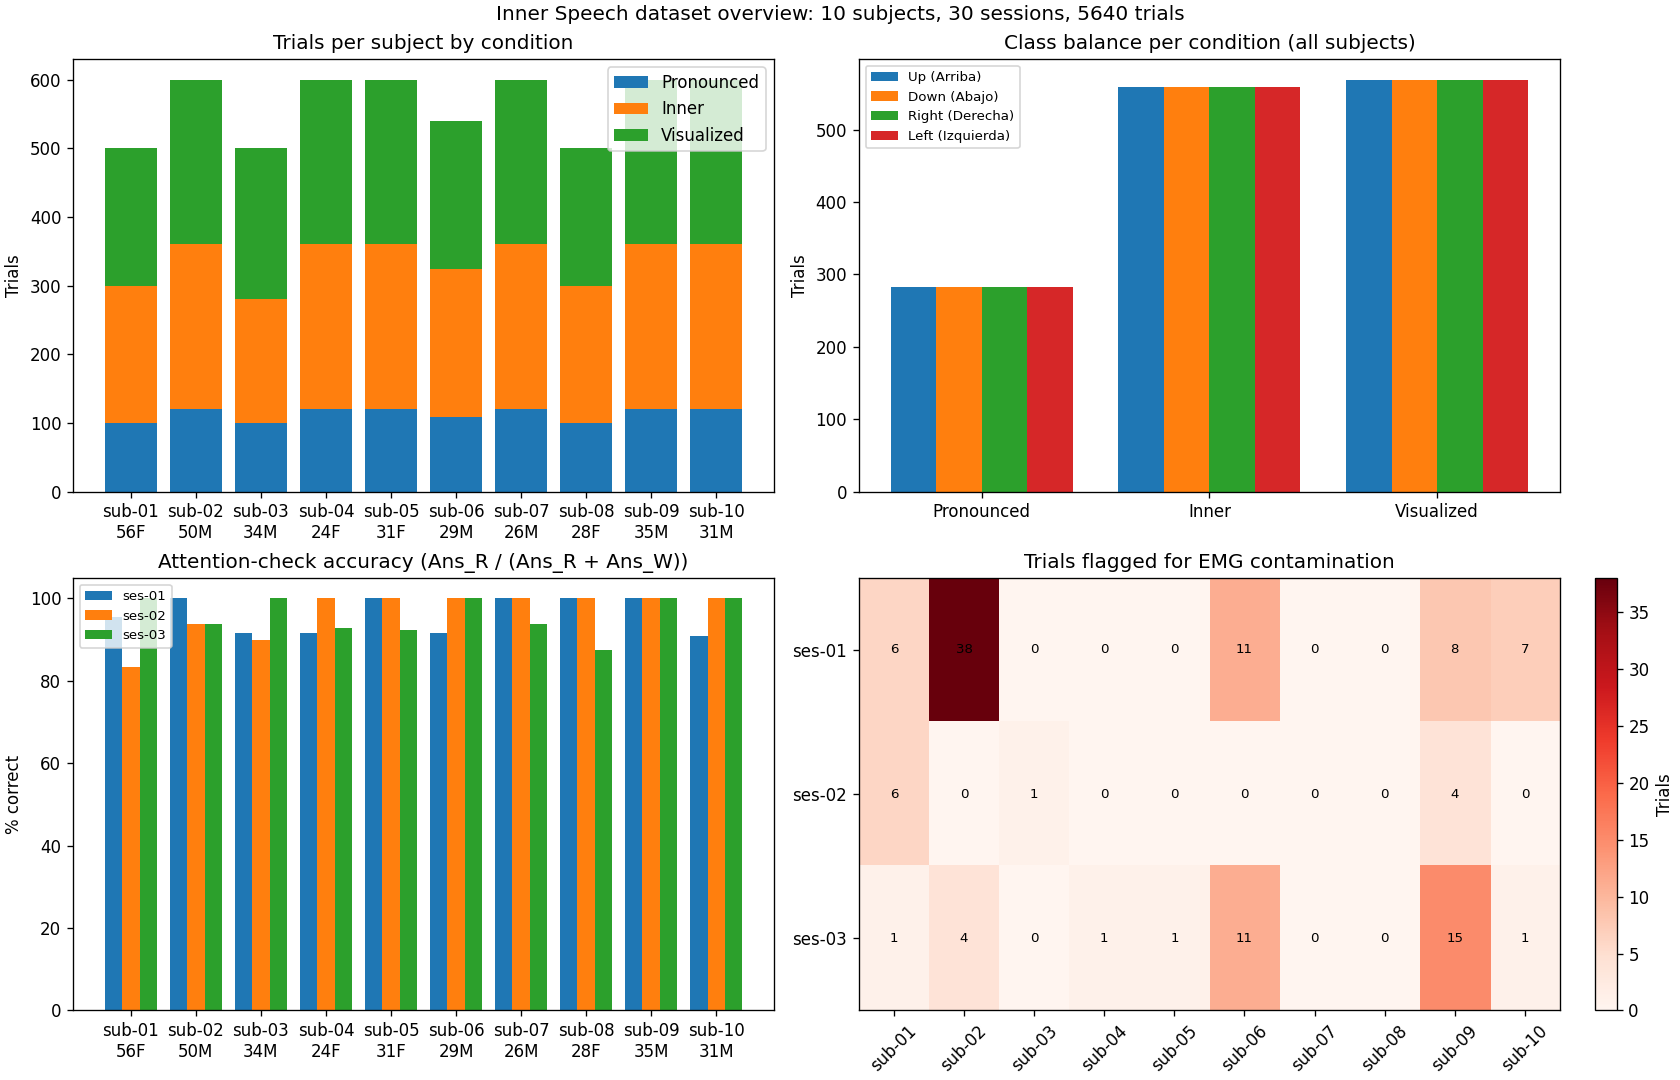 Inner Speech dataset overview: 10 subjects, 30 sessions, 5640 trials
Trials per subject by condition
Trials
600
500
400
300
200
100
0
Pronounced
Inner
Visualized
sub-01 sub-02 sub-03 sub-04 sub-05 sub-06 sub-07 sub-08 sub-09 sub-10
56F 50M 34M 24F 31F 29M 26M 28F 35M 31M
Class balance per condition (all subjects)
Trials
500
400
300
200
100
0
Up (Arriba)
Down (Abajo)
Right (Derecha)
Left (Izquierda)
Pronounced Inner Visualized
Attention-check accuracy (Ans_R / (Ans_R + Ans_W))
% correct
100
80
60
40
20
0
ses-01
ses-02
ses-03
sub-01 sub-02 sub-03 sub-04 sub-05 sub-06 sub-07 sub-08 sub-09 sub-10
56F 50M 34M 24F 31F 29M 26M 28F 35M 31M
Trials flagged for EMG contamination
ses-01 6 38 0 0 0 11 0 0 8 7
ses-02 6 0 1 0 0 0 0 0 4 0
ses-03 1 4 0 1 1 11 0 0 15 1
sub-01 sub-02 sub-03 sub-04 sub-05 sub-06 sub-07 sub-08 sub-09 sub-10
35
30
25
20
15
10
5
0
Trials